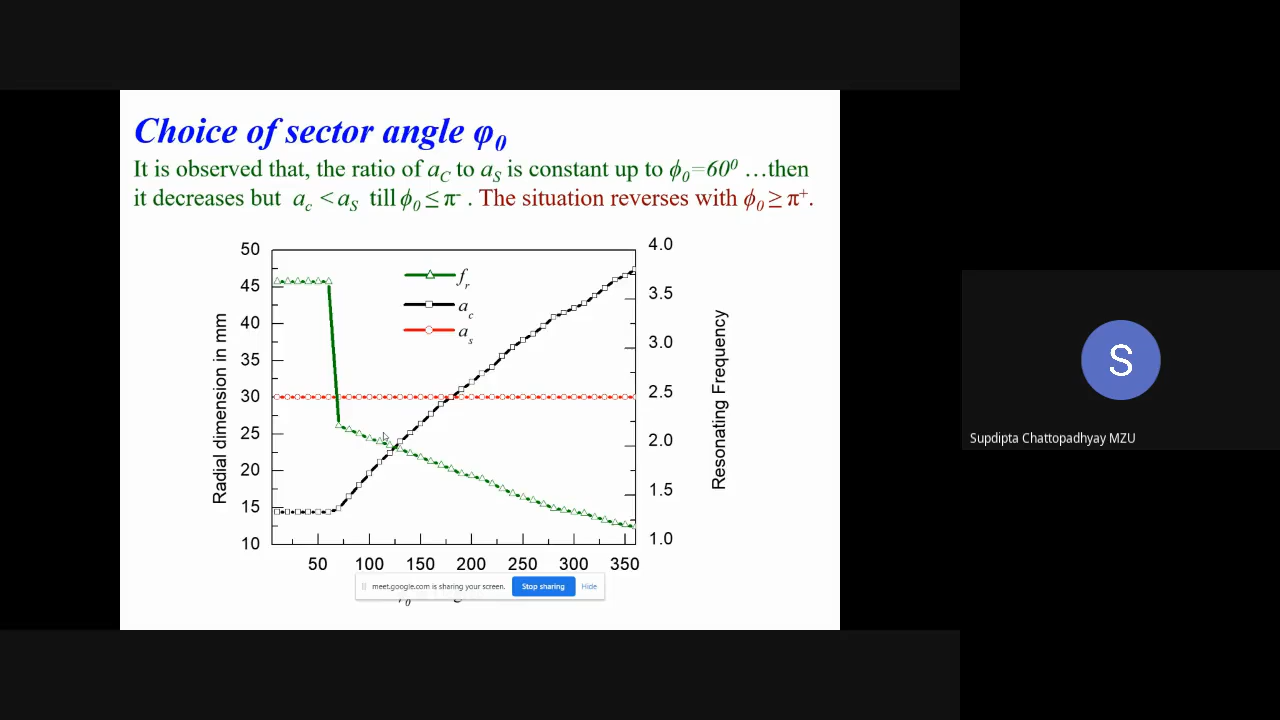 Choice of sector angle φ0
It is observed that, the ratio of aC to aS is constant up to ϕ0=60⁰ …then
it decreases but ac < aS till ϕ0 ≤ π⁻ . The situation reverses with ϕ0 ≥ π⁺.
50
45
40
35
30
25
20
15
10
Radial dimension in mm
fr
ac
as
4.0
3.5
3.0
2.5
2.0
1.5
1.0
Resonating Frequency
50 100 150 200 250 300 350
meet.google.com is sharing your screen. Stop sharing Hide
S
Supdipta Chattopadhyay MZU